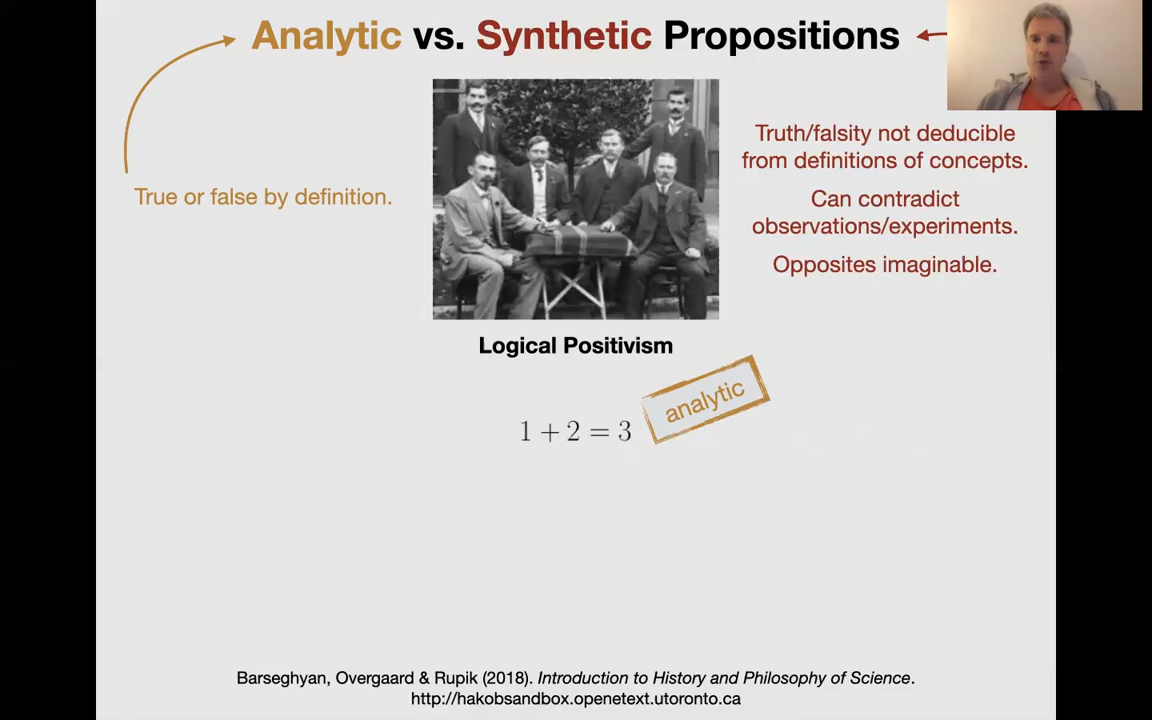 Analytic vs. Synthetic Propositions
True or false by definition.
Truth/falsity not deducible
from definitions of concepts.
Can contradict
observations/experiments.
Opposites imaginable.
Logical Positivism
analytic
1 + 2 = 3
Barseghyan, Overgaard & Rupik (2018). Introduction to History and Philosophy of Science.
http://hakobsandbox.openetext.utoronto.ca